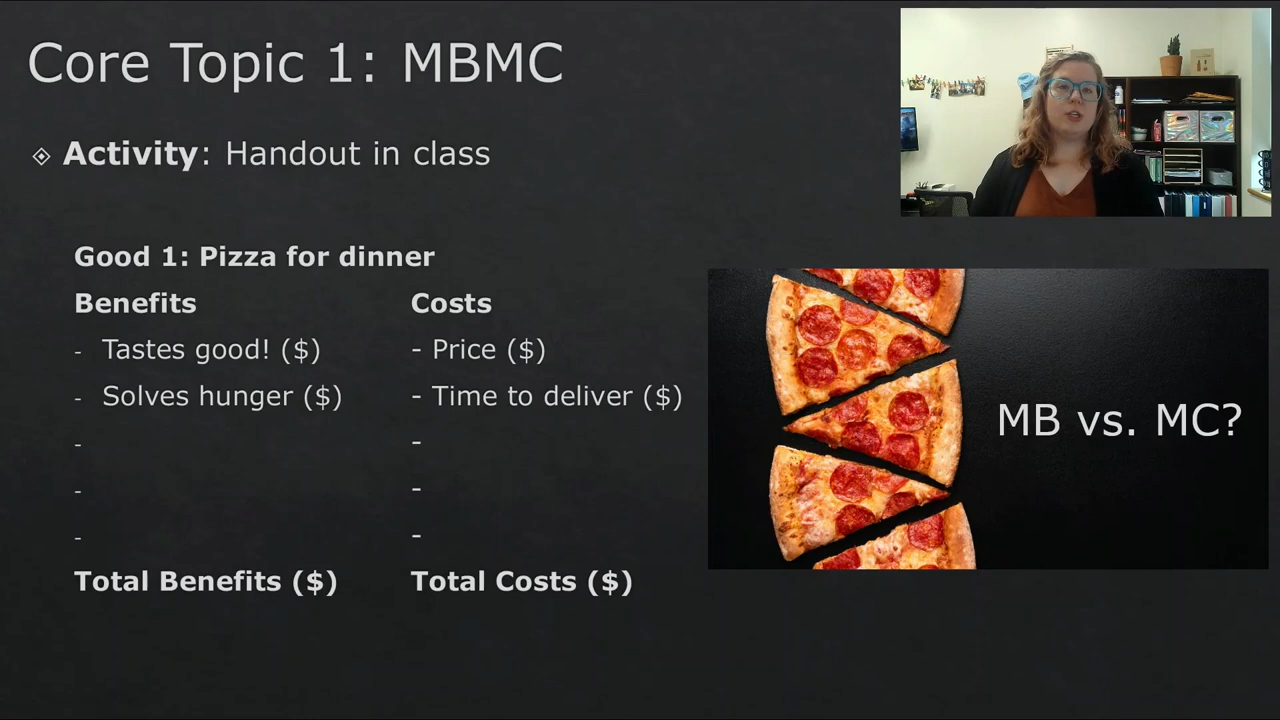 Core Topic 1: MBMC
Activity: Handout in class
Good 1: Pizza for dinner
Benefits Costs
- Tastes good! ($) - Price ($)
- Solves hunger ($) - Time to deliver ($)
- -
- -
- -
Total Benefits ($) Total Costs ($)
MB vs. MC?